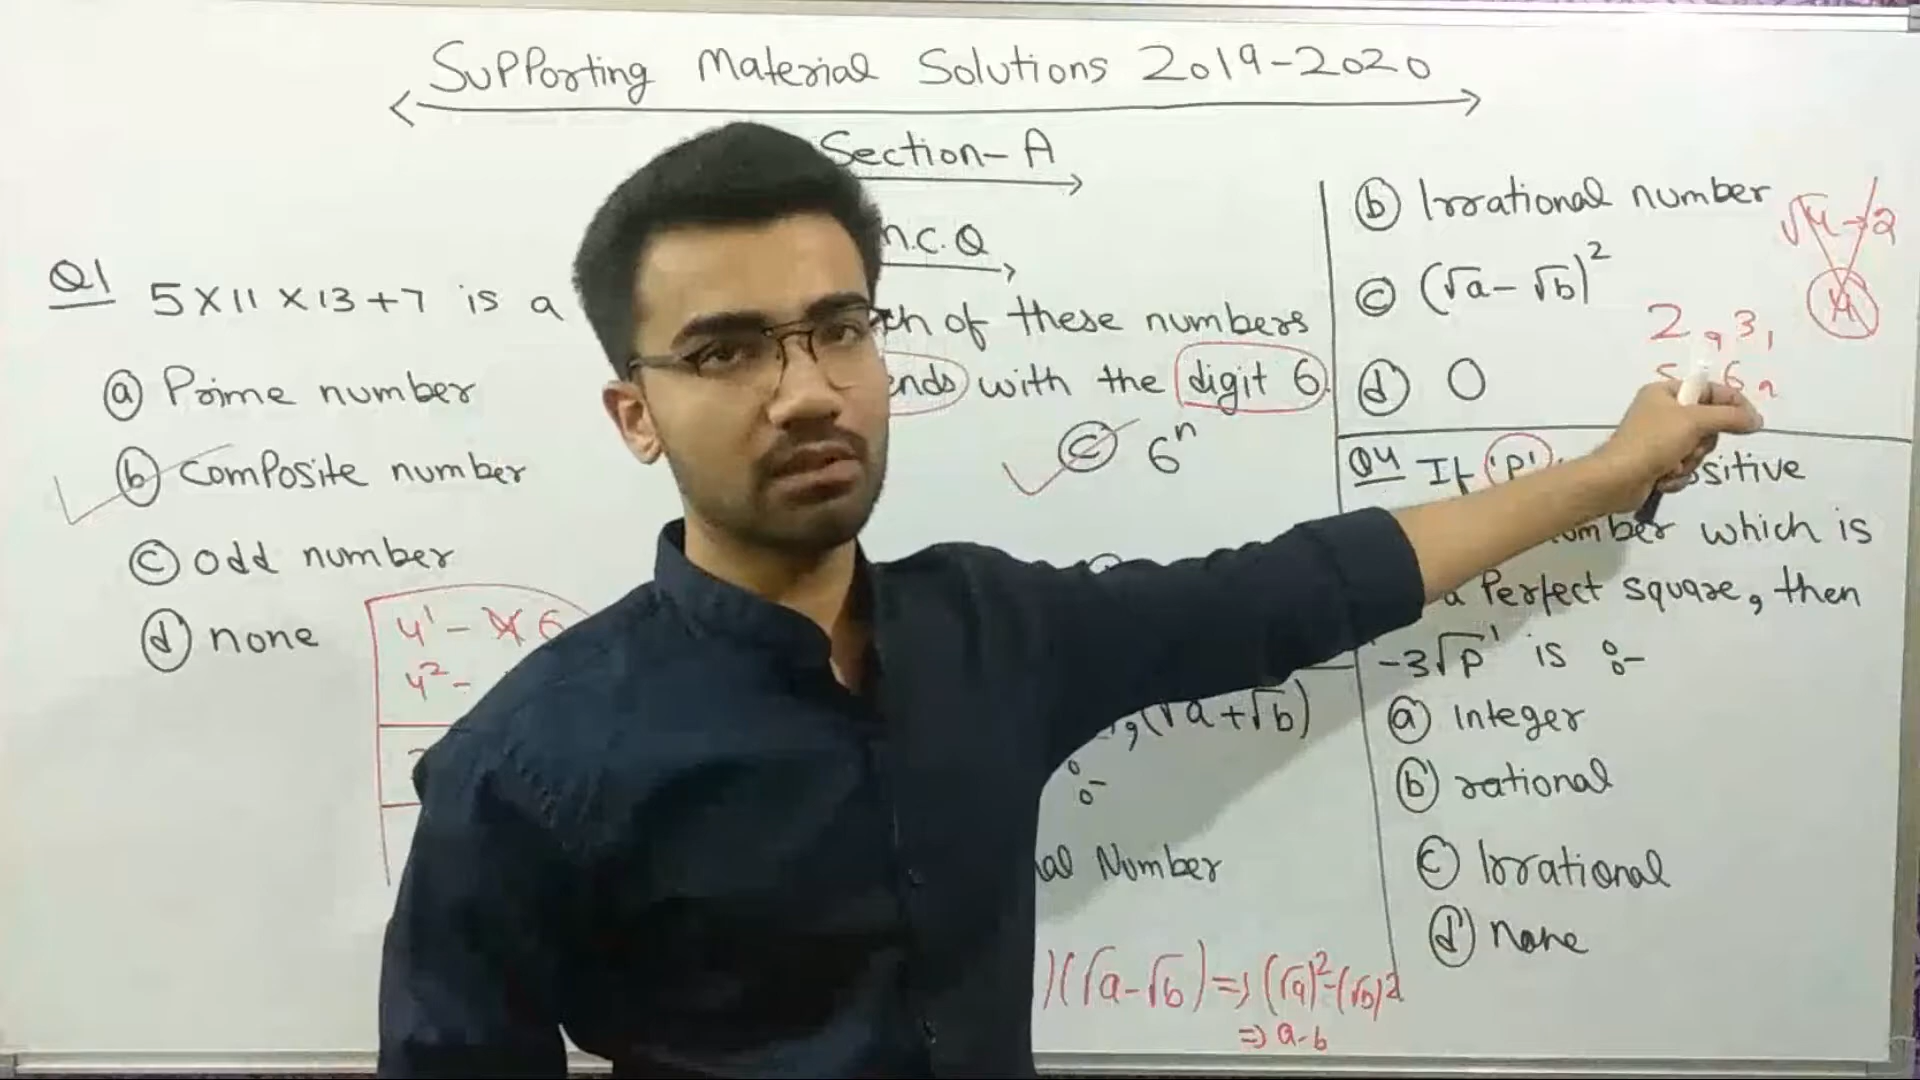 Supporting Material Solutions 2019-2020
Section-A
M.C.Q
Q1 5×11×13+7 is a
ⓐ Prime number
ⓑ Composite number
ⓒ odd number
ⓓ none
4¹ - 4 6
4² -
of these numbers
ends with the digit 6.
ⓒ 6ⁿ
, (√a+√b)
:-
Number
)(√a-√b) => (√a)²-(√b)²
=> a-b
ⓑ Irrational number
ⓒ (√a-√b)²
ⓓ 0
√4 → 2
4
2, 3,
5 6,
Q4 If 'P'
number which is
a Perfect square, then
-3√P is :-
ⓐ Integer
ⓑ rational
ⓒ Irrational
ⓓ none